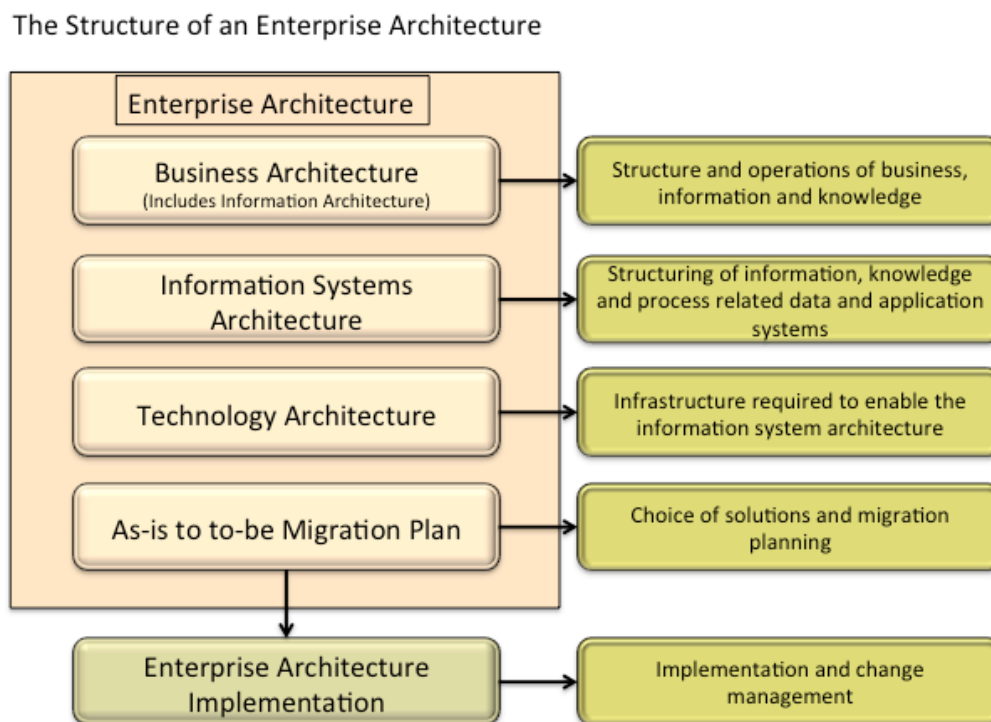 The Structure of an Enterprise Architecture
Enterprise Architecture
Business Architecture
(Includes Information Architecture)
Structure and operations of business,
information and knowledge
Information Systems
Architecture
Structuring of information, knowledge
and process related data and application
systems
Technology Architecture
Infrastructure required to enable the
information system architecture
As-is to to-be Migration Plan
Choice of solutions and migration
planning
Enterprise Architecture
Implementation
Implementation and change
management